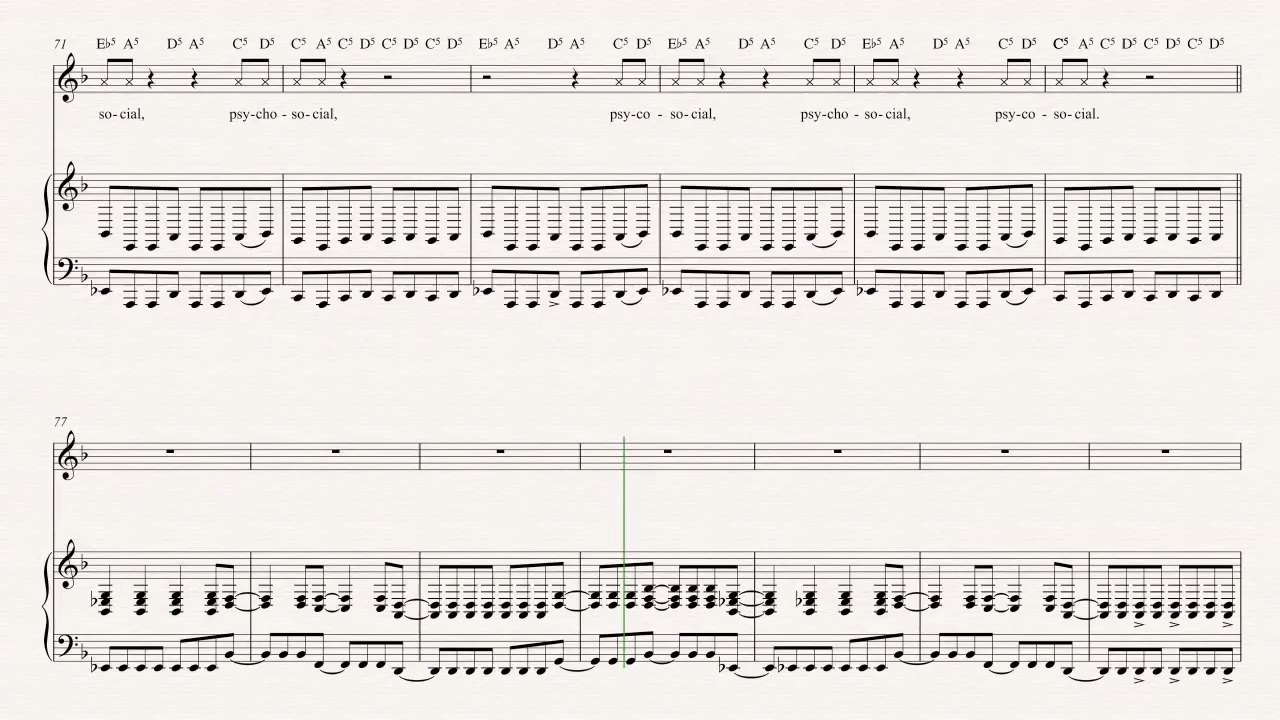 71 E♭⁵ A⁵ D⁵ A⁵ C⁵ D⁵ C⁵ A⁵ C⁵ D⁵ C⁵ D⁵ C⁵ D⁵ E♭⁵ A⁵ D⁵ A⁵ C⁵ D⁵ E♭⁵ A⁵ D⁵ A⁵ C⁵ D⁵ E♭⁵ A⁵ D⁵ A⁵ C⁵ D⁵ C⁵ A⁵ C⁵ D⁵ C⁵ D⁵ C⁵ D⁵
so-cial, psy-cho - so-cial, psy-co - so-cial, psy-cho - so-cial, psy-co - so-cial.
77